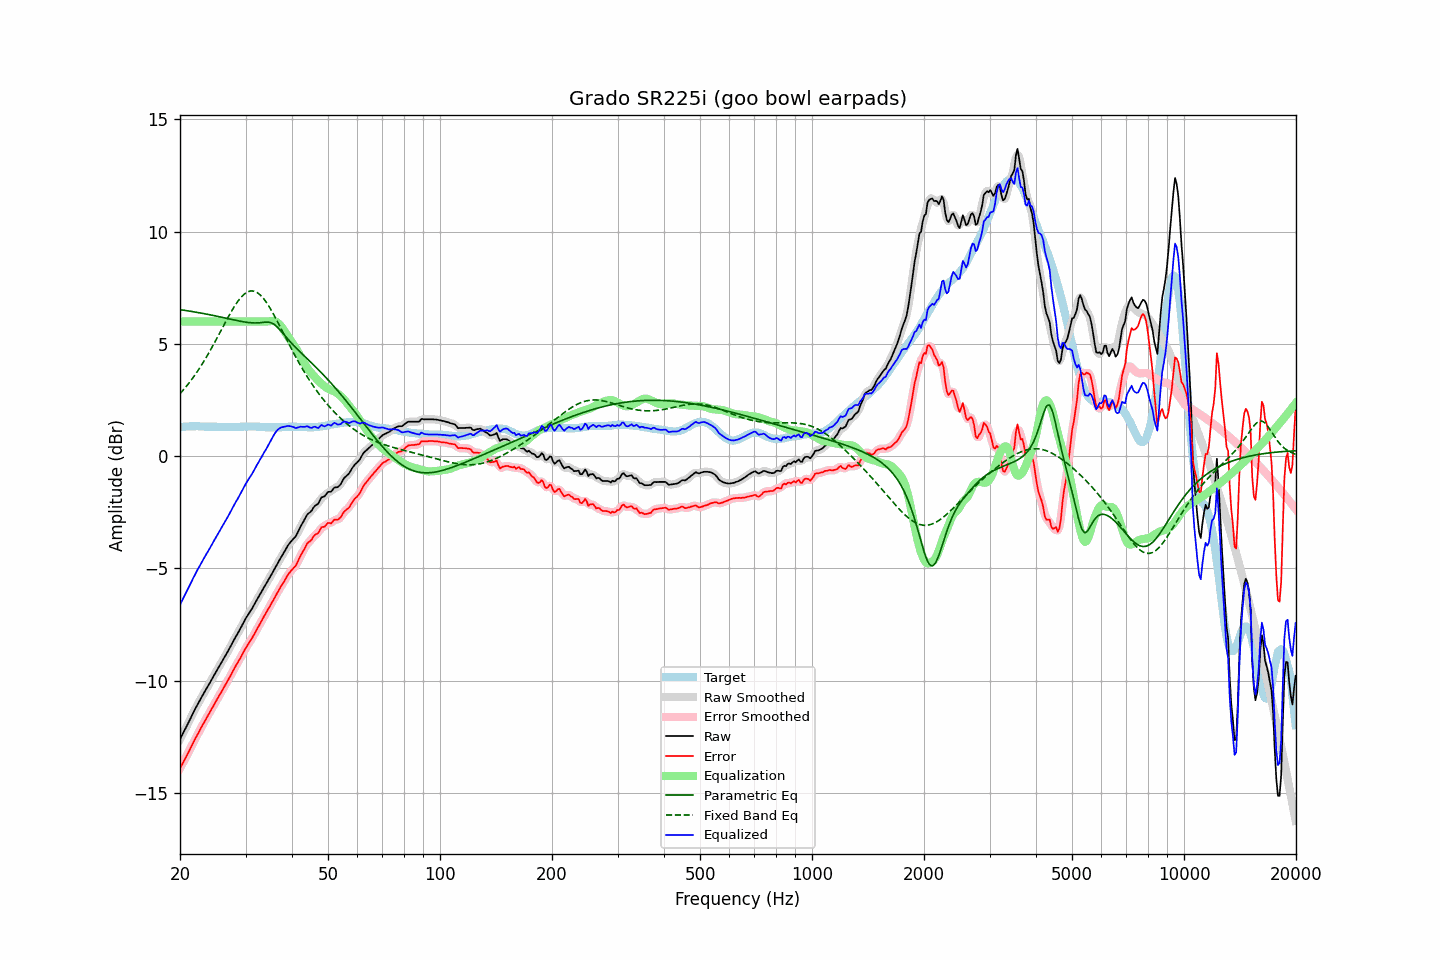 Grado SR225i (goo bowl earpads)
Amplitude (dBr)
15
10
5
0
−5
−10
−15
Target
Raw Smoothed
Error Smoothed
Raw
Error
Equalization
Parametric Eq
Fixed Band Eq
Equalized
20
50
100
200
500
1000
2000
5000
10000
20000
Frequency (Hz)